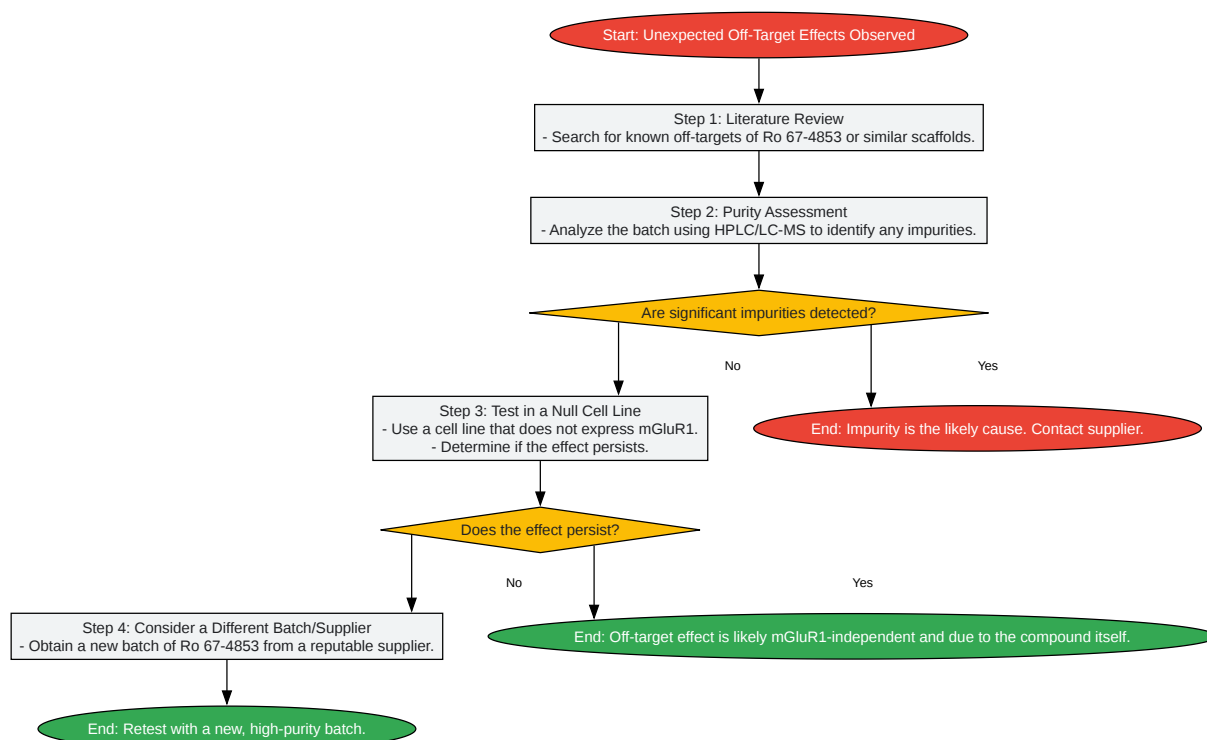 Start: Unexpected Off-Target Effects Observed
Step 1: Literature Review
- Search for known off-targets of Ro 67-4853 or similar scaffolds.
Step 2: Purity Assessment
- Analyze the batch using HPLC/LC-MS to identify any impurities.
Are significant impurities detected?
No
Yes
Step 3: Test in a Null Cell Line
- Use a cell line that does not express mGluR1.
- Determine if the effect persists.
End: Impurity is the likely cause. Contact supplier.
Does the effect persist?
No
Yes
Step 4: Consider a Different Batch/Supplier
- Obtain a new batch of Ro 67-4853 from a reputable supplier.
End: Off-target effect is likely mGluR1-independent and due to the compound itself.
End: Retest with a new, high-purity batch.